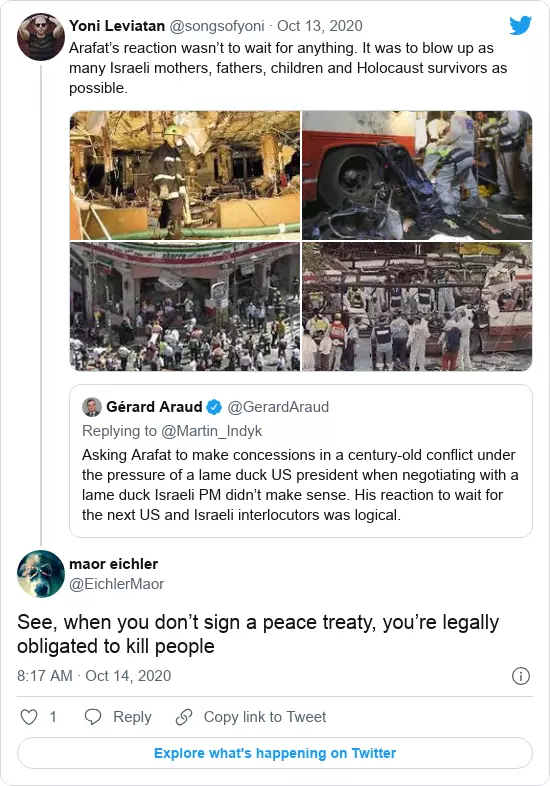 Yoni Leviatan @songsofyoni · Oct 13, 2020
Arafat’s reaction wasn’t to wait for anything. It was to blow up as
many Israeli mothers, fathers, children and Holocaust survivors as
possible.
Gérard Araud @GerardAraud
Replying to @Martin_Indyk
Asking Arafat to make concessions in a century-old conflict under
the pressure of a lame duck US president when negotiating with a
lame duck Israeli PM didn’t make sense. His reaction to wait for
the next US and Israeli interlocutors was logical.
maor eichler
@EichlerMaor
See, when you don’t sign a peace treaty, you’re legally
obligated to kill people
8:17 AM · Oct 14, 2020
1 Reply Copy link to Tweet
Explore what's happening on Twitter